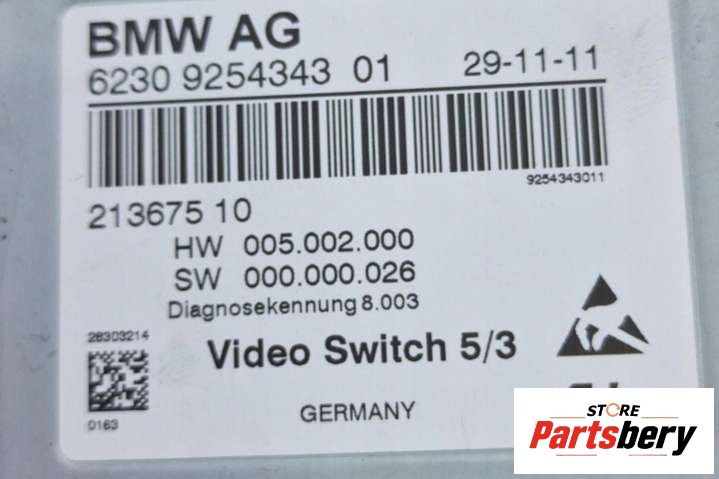 BMW AG
6230 9254343 01 29-11-11
9254343011
213675 10
HW 005.002.000
SW 000.000.026
Diagnosekennung 8.003
28303214
Video Switch 5/3
0163
GERMANY
STORE
Partsbery